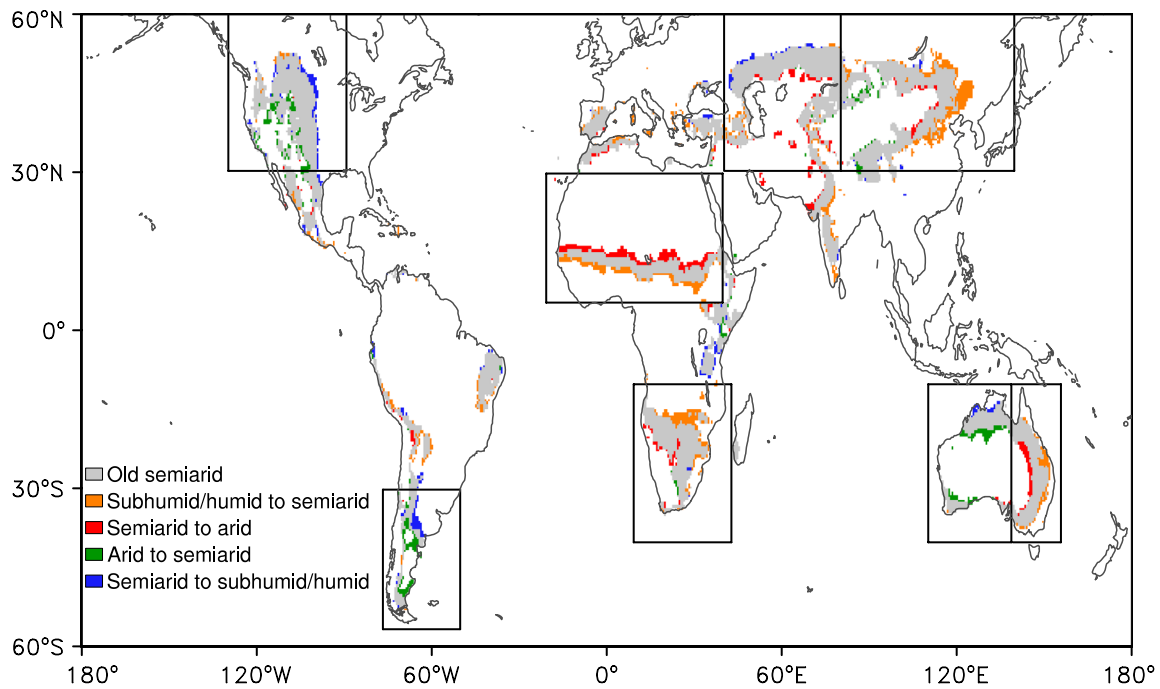 60°N
30°N
0°
30°S
60°S
Old semiarid
Subhumid/humid to semiarid
Semiarid to arid
Arid to semiarid
Semiarid to subhumid/humid
180° 120°W 60°W 0° 60°E 120°E 180°